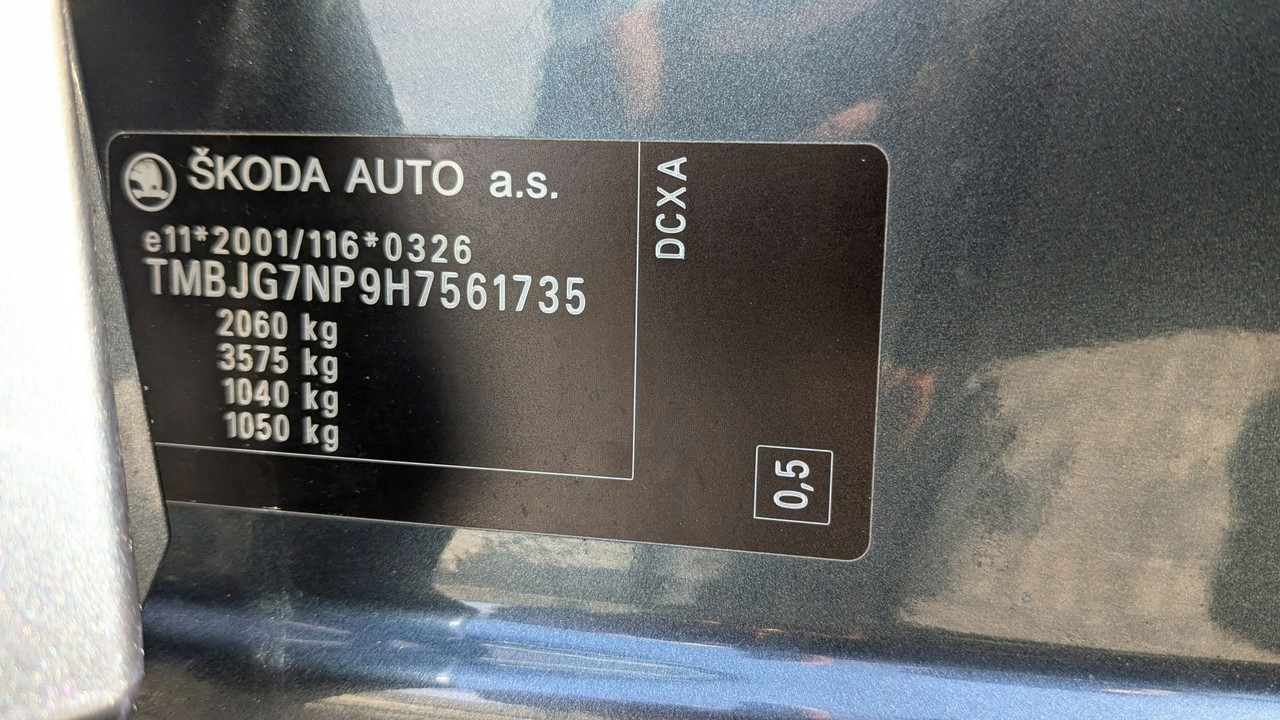 ŠKODA AUTO a.s.
e11*2001/116*0326
TMBJG7NP9H7561735
2060 kg
3575 kg
1040 kg
1050 kg
DCXA
0,5